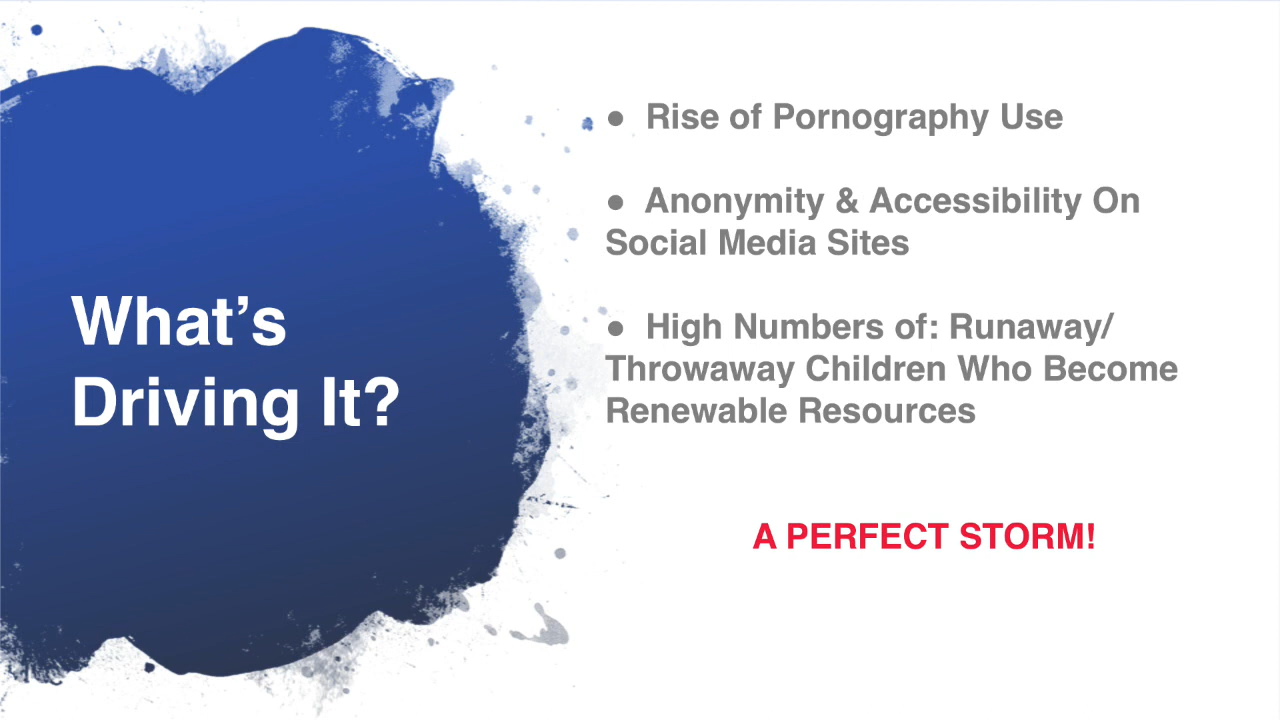 What’s
Driving It?
● Rise of Pornography Use
● Anonymity & Accessibility On
Social Media Sites
● High Numbers of: Runaway/
Throwaway Children Who Become
Renewable Resources
A PERFECT STORM!